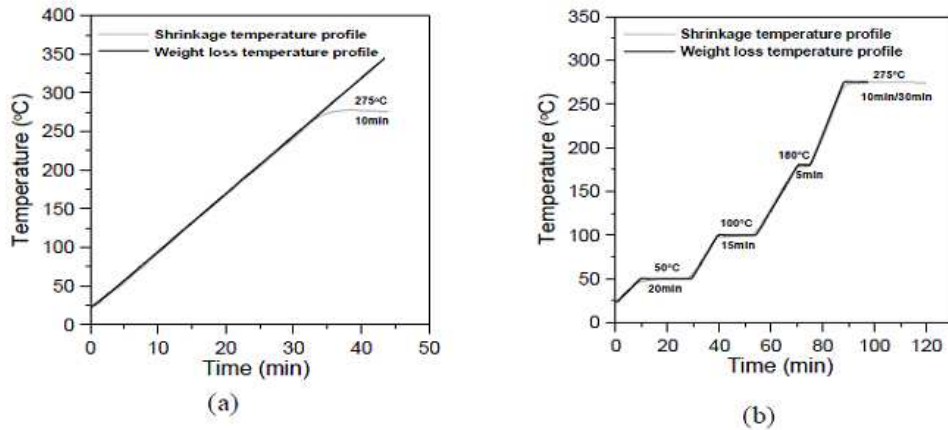 400
350
300
250
200
150
100
50
0
Temperature (°C)
Shrinkage temperature profile
Weight loss temperature profile
275°C
10min
0 10 20 30 40 50
Time (min)
(a)
350
300
250
200
150
100
50
0
Temperature (°C)
Shrinkage temperature profile
Weight loss temperature profile
275°C
10min/30min
180°C
5min
100°C
15min
50°C
20min
0 20 40 60 80 100 120
Time (min)
(b)